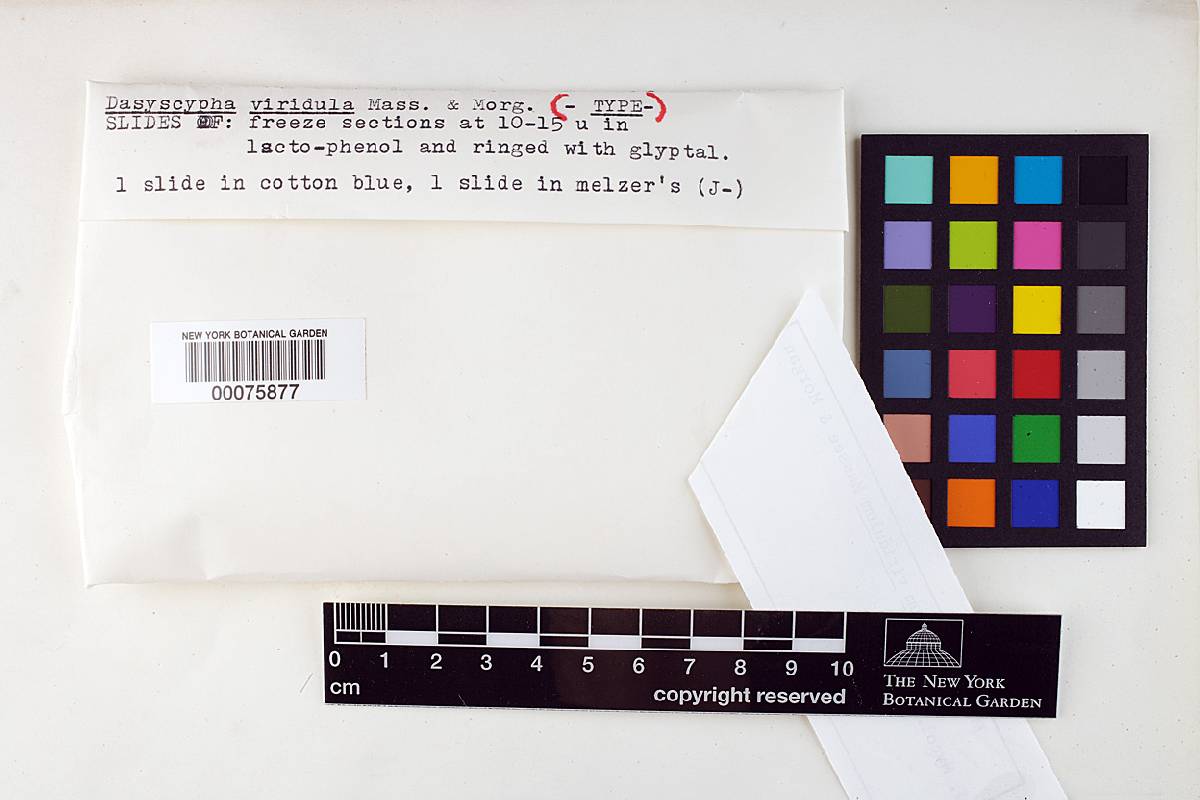 Dasyscypha viridula Mass. & Morg. (- TYPE-)
SLIDES OF: freeze sections at 10-15 u in
lacto-phenol and ringed with glyptal.
1 slide in cotton blue, 1 slide in melzer's (J-)
NEW YORK BOTANICAL GARDEN
00075877
0 1 2 3 4 5 6 7 8 9 10
cm
copyright reserved
THE NEW YORK
BOTANICAL GARDEN